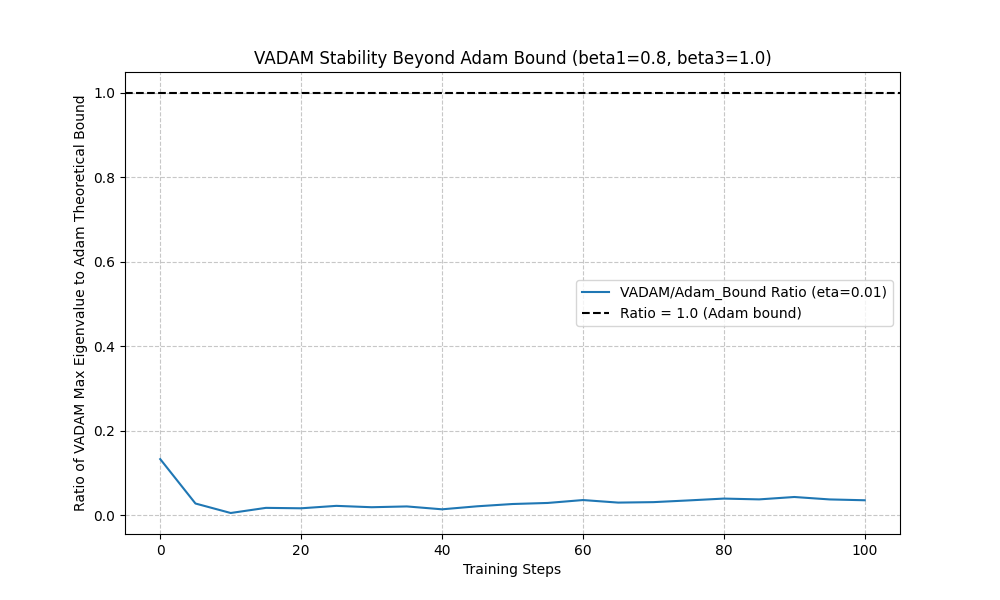 VADAM Stability Beyond Adam Bound (beta1=0.8, beta3=1.0)
Ratio of VADAM Max Eigenvalue to Adam Theoretical Bound
1.0
0.8
0.6
0.4
0.2
0.0
VADAM/Adam_Bound Ratio (eta=0.01)
Ratio = 1.0 (Adam bound)
0 20 40 60 80 100
Training Steps